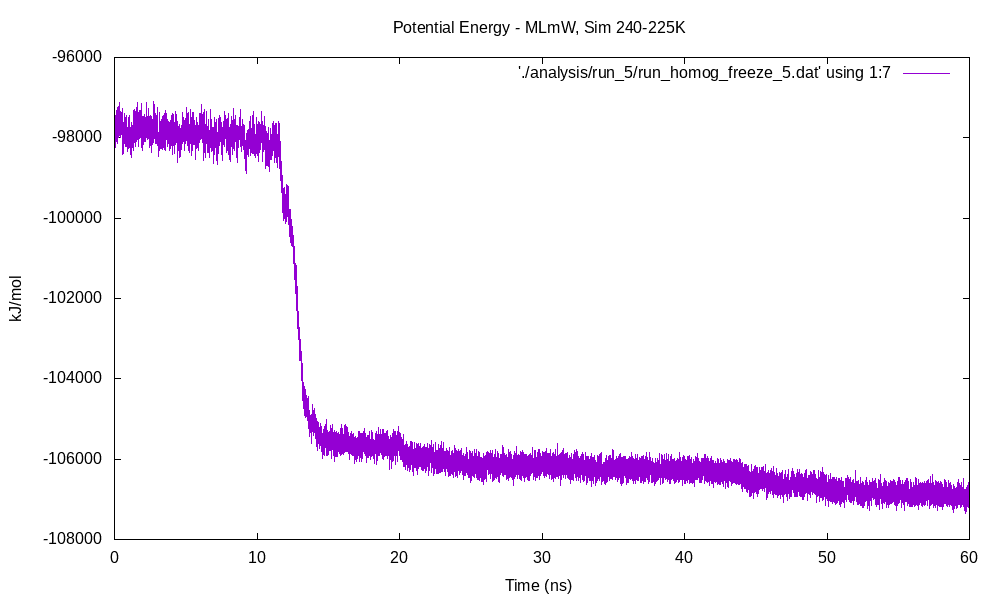 Potential Energy - MLmW, Sim 240-225K
'./analysis/run_5/run_homog_freeze_5.dat' using 1:7
-96000
-98000
-100000
-102000
-104000
-106000
-108000
kJ/mol
0 10 20 30 40 50 60
Time (ns)